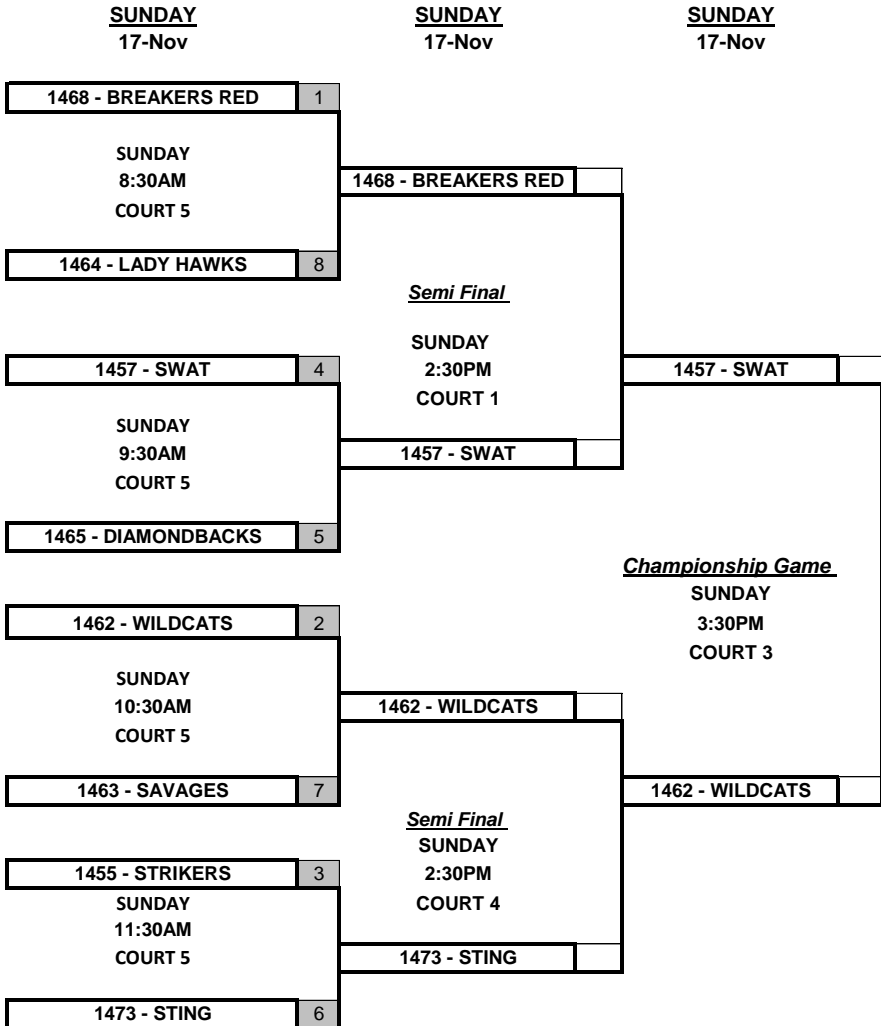 SUNDAY SUNDAY SUNDAY
17-Nov 17-Nov 17-Nov
1468 - BREAKERS RED 1
SUNDAY
8:30AM
COURT 5
1464 - LADY HAWKS 8
1457 - SWAT 4
SUNDAY
9:30AM
COURT 5
1465 - DIAMONDBACKS 5
1462 - WILDCATS 2
SUNDAY
10:30AM
COURT 5
1463 - SAVAGES 7
1455 - STRIKERS 3
SUNDAY
11:30AM
COURT 5
1473 - STING 6
1468 - BREAKERS RED
Semi Final
SUNDAY
2:30PM
COURT 1
1457 - SWAT
1462 - WILDCATS
Semi Final
SUNDAY
2:30PM
COURT 4
1473 - STING
1457 - SWAT
Championship Game
SUNDAY
3:30PM
COURT 3
1462 - WILDCATS